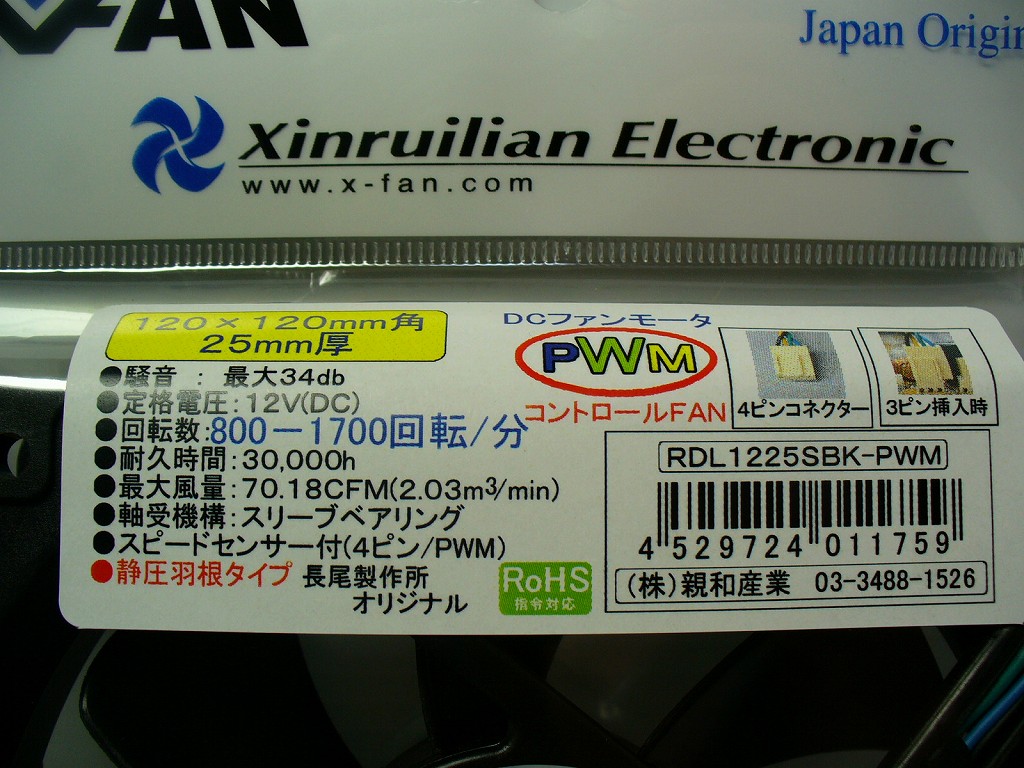 X-FAN
Japan Origin
Xinruilian Electronic
www.x-fan.com
120×120mm角
25mm厚
●騒音 : 最大34db
●定格電圧:12V(DC)
●回転数:800-1700回転/分
●耐久時間:30,000h
●最大風量:70.18CFM(2.03m³/min)
●軸受機構:スリーブベアリング
●スピードセンサー付(4ピン/PWM)
●静圧羽根タイプ 長尾製作所
オリジナル
DCファンモータ
PWM
コントロールFAN
4ピンコネクター
3ピン挿入時
RDL1225SBK-PWM
4 529724 011759
(株)親和産業 03-3488-1526
RoHS
指令対応